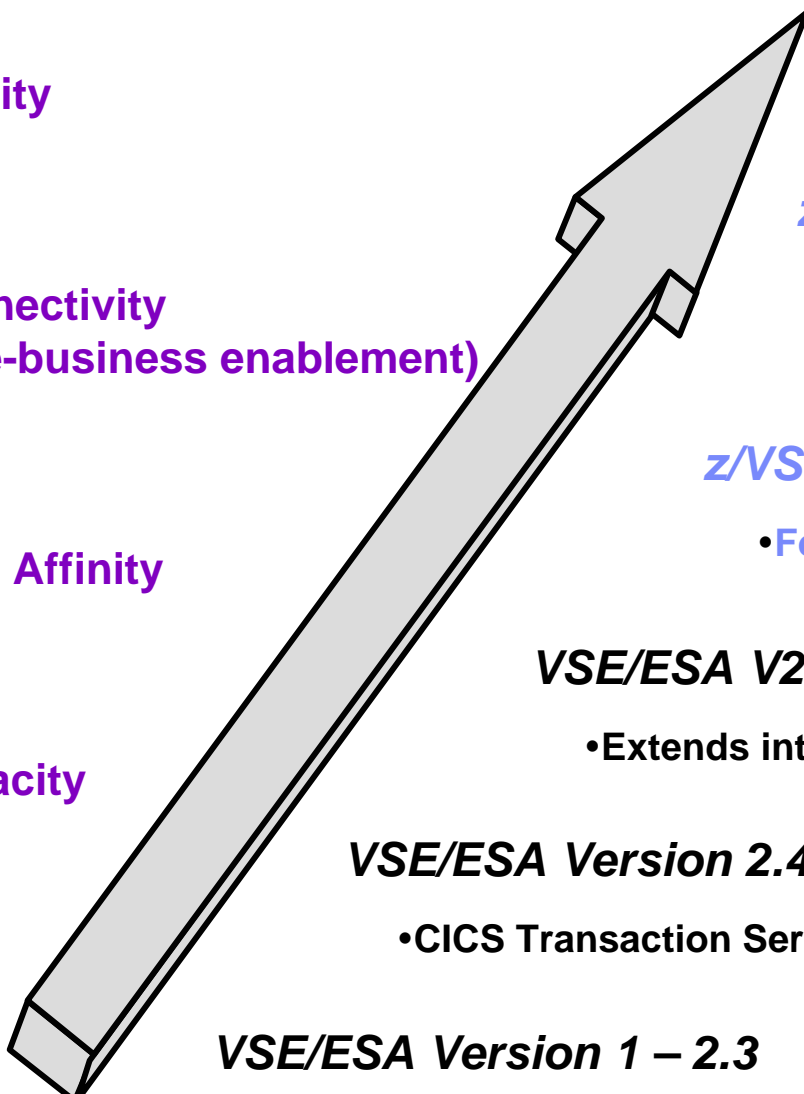 ity
nectivity
e-business enablement)
z/VS
•Fo
Affinity
VSE/ESA V2
•Extends int
acity
VSE/ESA Version 2.4
•CICS Transaction Ser
VSE/ESA Version 1 – 2.3